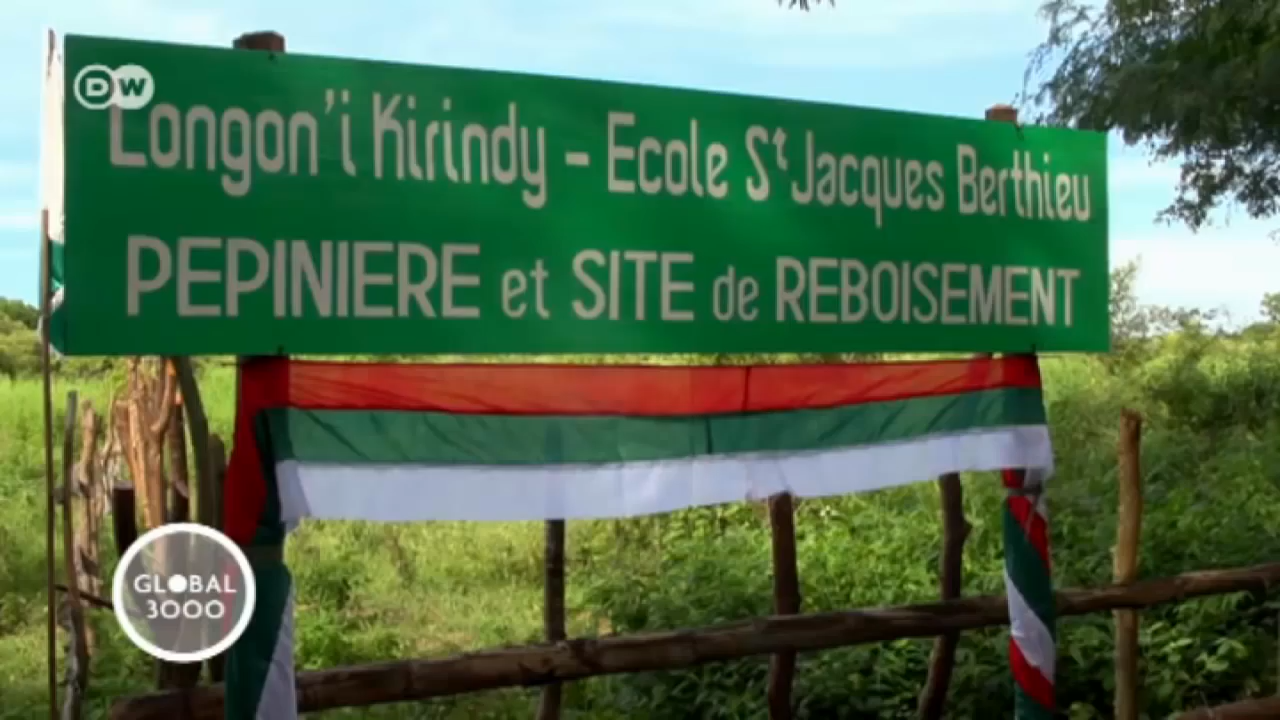 DW
Longon'i Kirindy - Ecole St Jacques Berthieu
PEPINIERE et SITE de REBOISEMENT
GLOBAL
3000